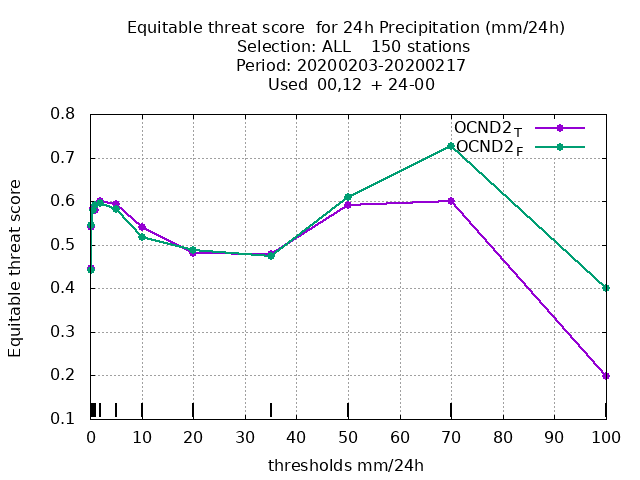 Equitable threat score  for 24h Precipitation (mm/24h)
Selection: ALL    150 stations
Period: 20200203-20200217
Used  00,12  + 24-00
OCND2T
OCND2F
0.8
0.7
0.6
0.5
0.4
0.3
0.2
0.1
Equitable threat score
0 10 20 30 40 50 60 70 80 90 100
thresholds mm/24h